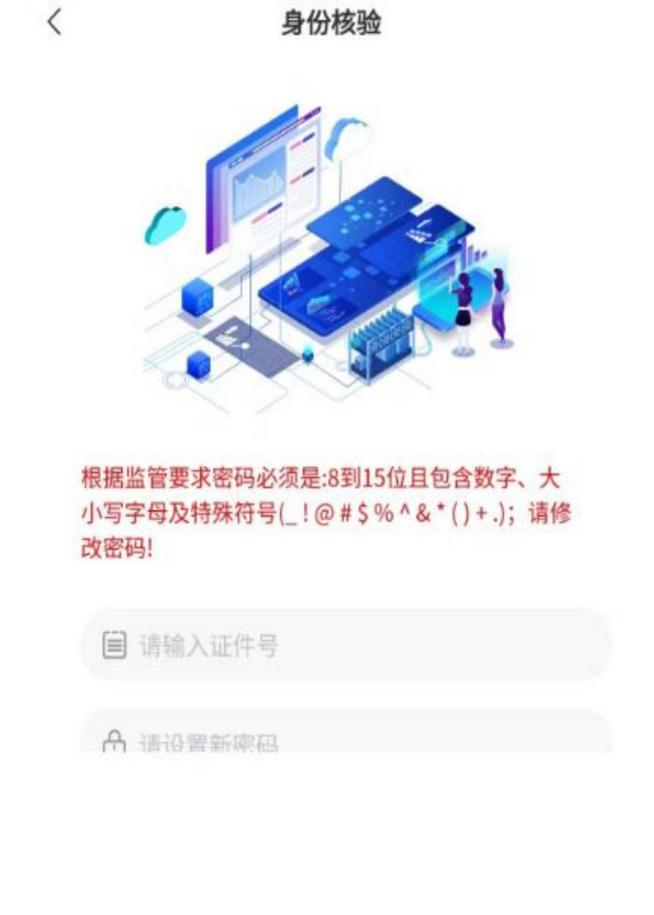 身份核验
根据监管要求密码必须是:8到15位且包含数字、大
小写字母及特殊符号(_ ! @ # $ % ^ & * ( ) + .)；请修
改密码!
请输入证件号
请设置新密码